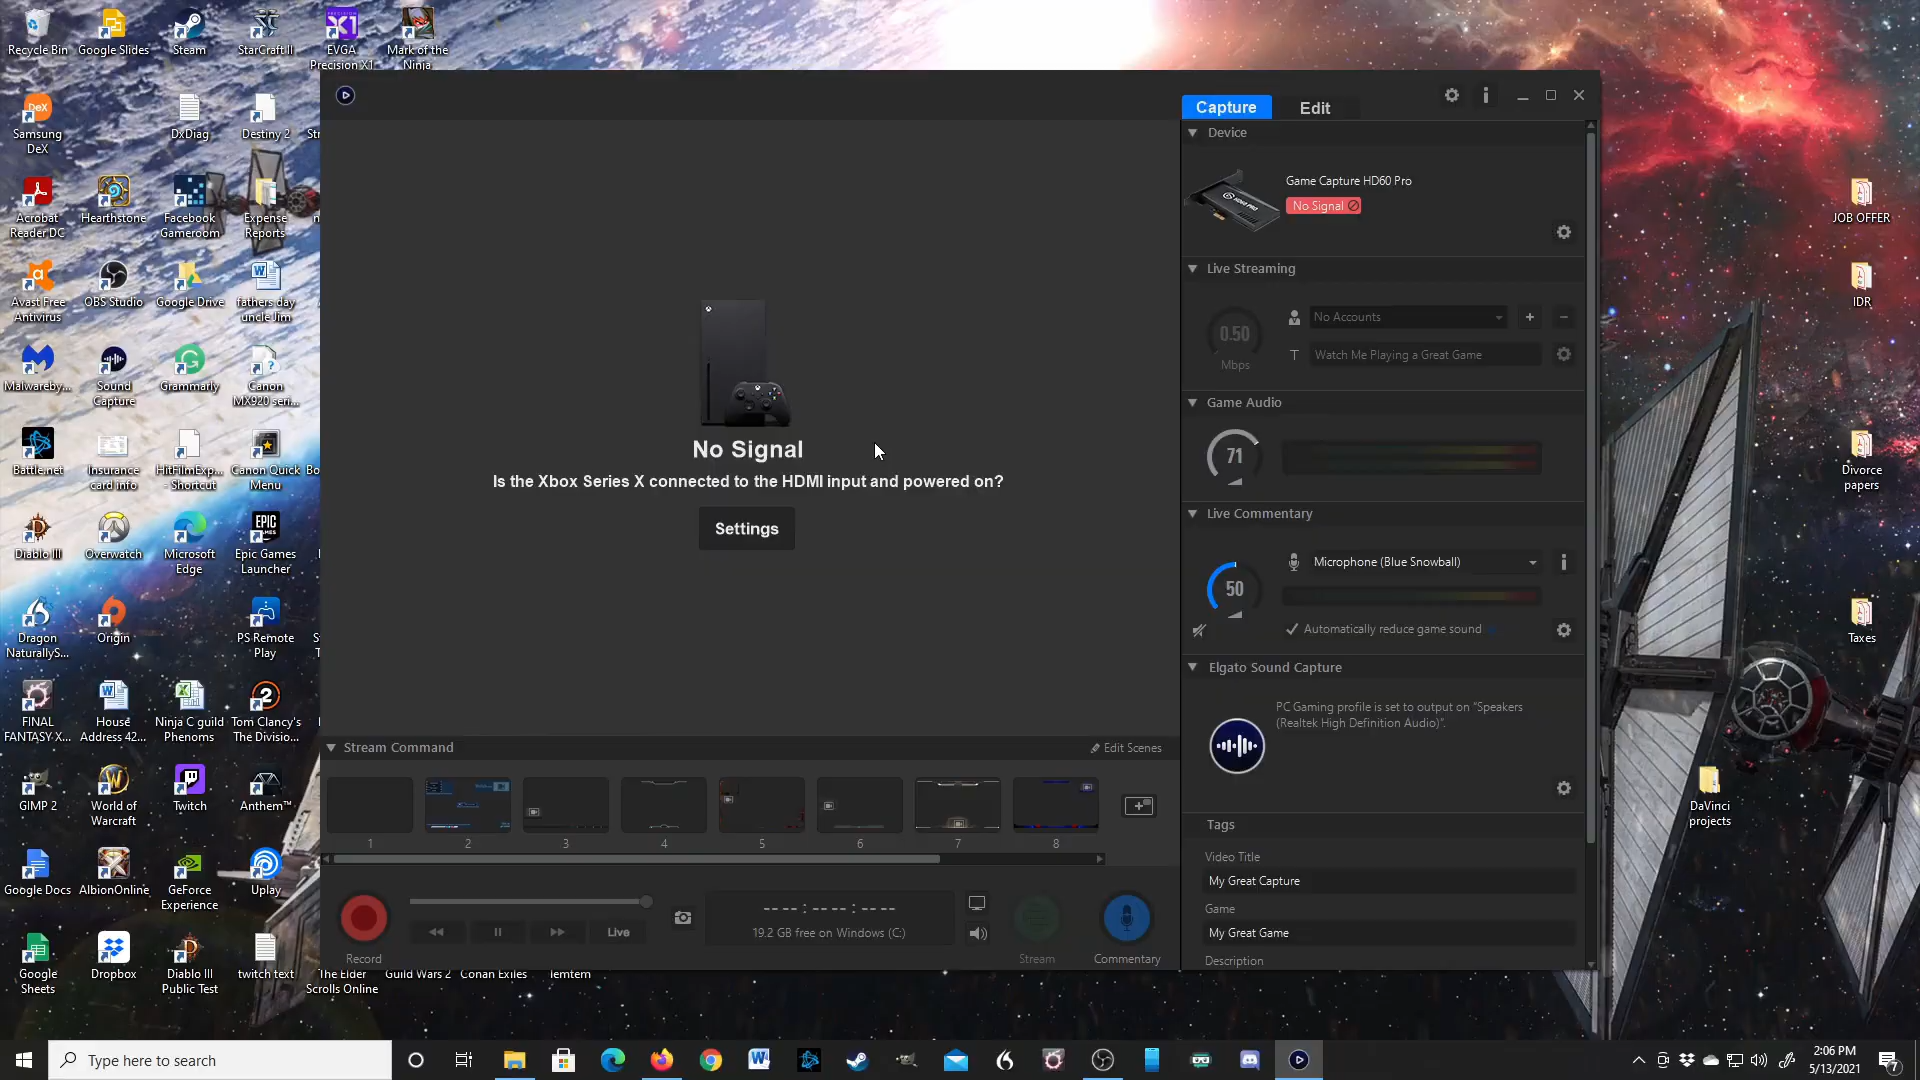 Recycle Bin
Google Slides
Steam
StarCraft II
EVGA
Precision X1
Mark of the
Ninja
Samsung
DeX
DxDiag
Destiny 2
Acrobat
Reader DC
Hearthstone
Facebook
Gameroom
Expense
Reports
Avast Free
Antivirus
OBS Studio
Google Drive
fathers day
uncle Jim
Malwareby...
Sound
Capture
Grammarly
Canon
MX920 seri...
Battle.net
Insurance
card info
HitFilmExp...
- Shortcut
Canon Quick
Menu
Diablo III
Overwatch
Microsoft
Edge
Epic Games
Launcher
Dragon
NaturallyS...
Origin
PS Remote
Play
FINAL
FANTASY X...
House
Address 42...
Ninja C guild
Phenoms
Tom Clancy's
The Divisio...
GIMP 2
World of
Warcraft
Twitch
Anthem™
Google Docs
AlbionOnline
GeForce
Experience
Uplay
Google
Sheets
Dropbox
Diablo III
Public Test
twitch text
The Elder
Scrolls Online
Guild Wars 2
Conan Exiles
Temtem
Capture
Edit
Device
Game Capture HD60 Pro
No Signal
Live Streaming
0.50
Mbps
No Accounts
Watch Me Playing a Great Game
Game Audio
71
Live Commentary
50
Microphone (Blue Snowball)
Automatically reduce game sound
Elgato Sound Capture
PC Gaming profile is set to output on "Speakers
(Realtek High Definition Audio)".
Tags
Video Title
My Great Capture
Game
My Great Game
Description
No Signal
Is the Xbox Series X connected to the HDMI input and powered on?
Settings
Stream Command
Edit Scenes
1
2
3
4
5
6
7
8
Record
Live
-- -- : -- -- : -- --
19.2 GB free on Windows (C:)
Stream
Commentary
JOB OFFER
IDR
Divorce
papers
Taxes
DaVinci
projects
Type here to search
2:06 PM
5/13/2021
7